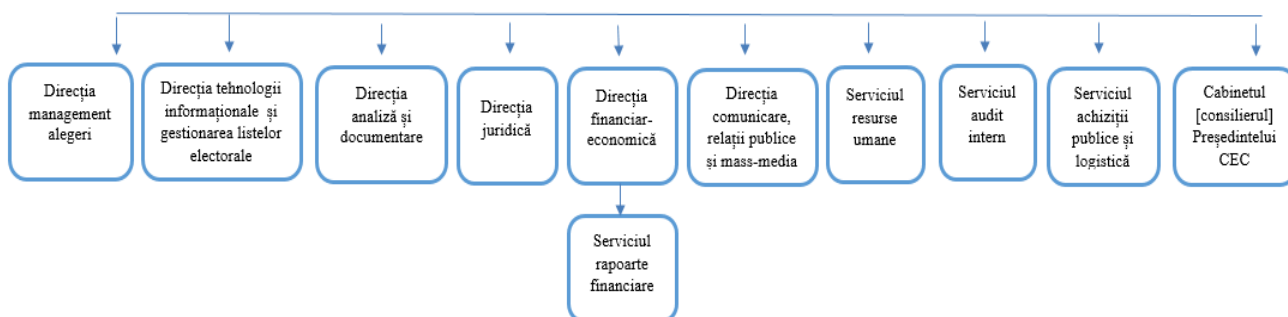 Direcția
management
alegeri
Direcția tehnologii
informaționale și
gestionarea listelor
electorale
Direcția
analiză și
documentare
Direcția
juridică
Direcția
financiar-
economică
Direcția
comunicare,
relații publice
și mass-media
Serviciul
resurse
umane
Serviciul
audit
intern
Serviciul
achiziții
publice și
logistică
Cabinetul
[consilierul]
Președintelui
CEC
Serviciul
rapoarte
financiare